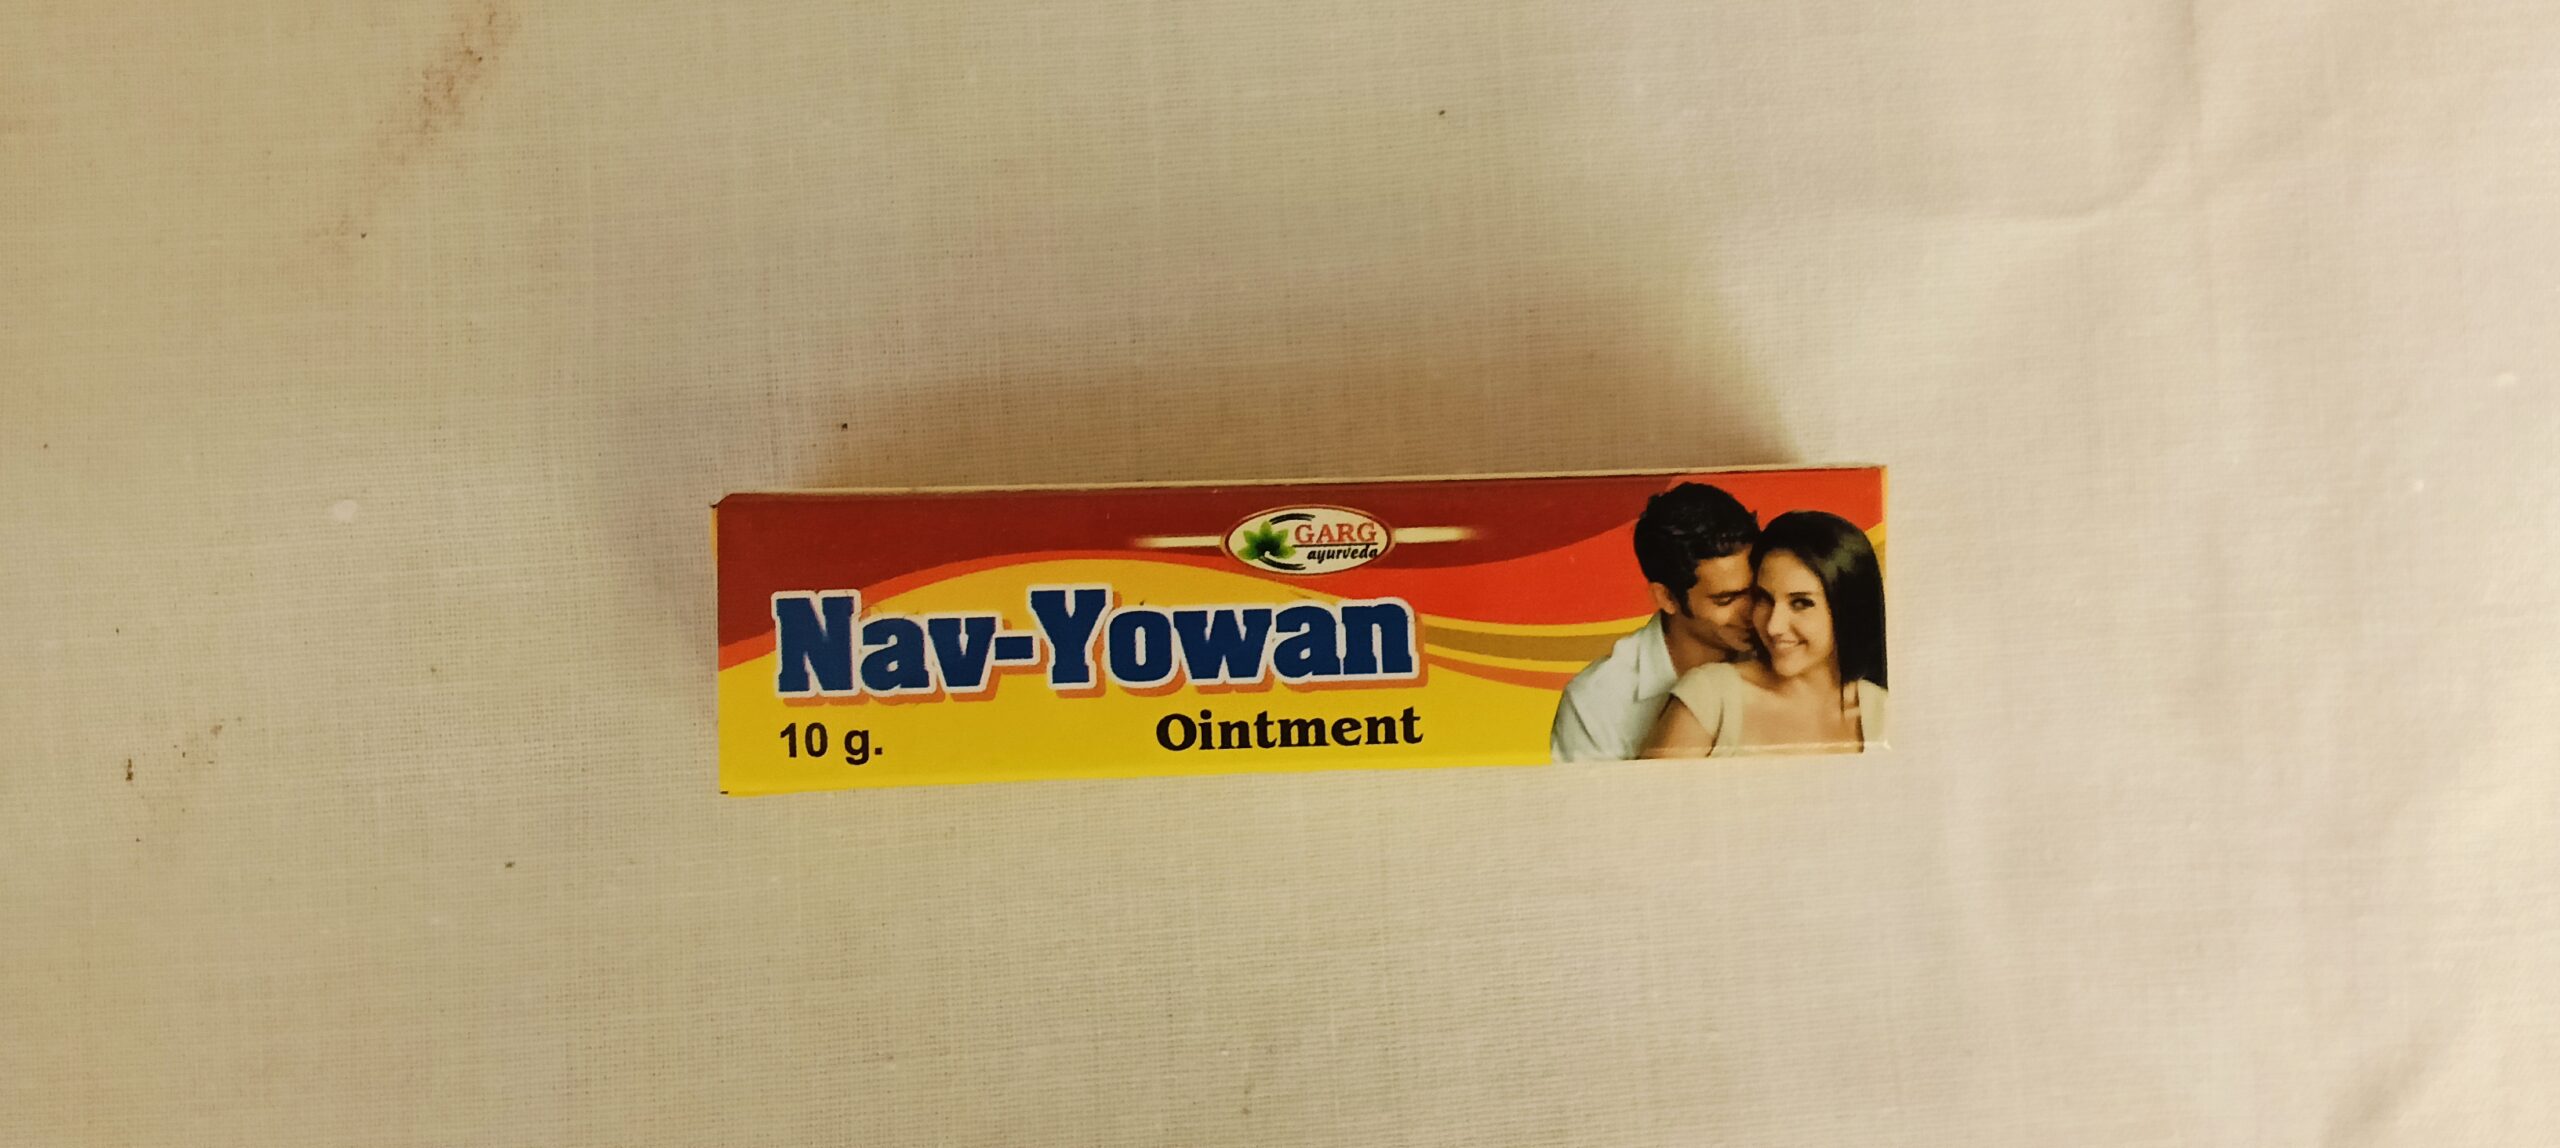 GARG
ayurveda
Nav-Yowan
10 g. Ointment